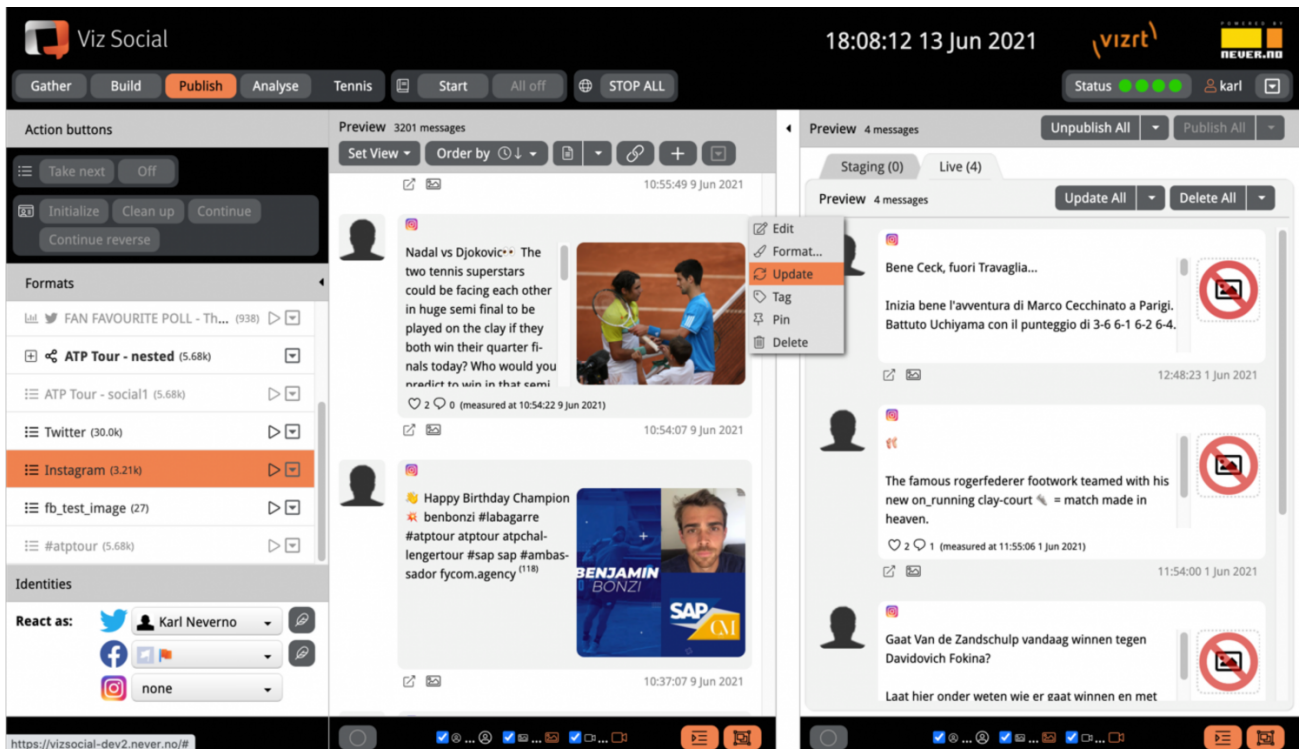 Viz Social
18:08:12 13 Jun 2021
vizrt
POWERED BY
NEVER.NO
Gather Build Publish Analyse Tennis Start All off STOP ALL
Status karl
Action buttons
Take next Off
Initialize Clean up Continue
Continue reverse
Formats
FAN FAVOURITE POLL - Th... (938)
ATP Tour - nested (5.68k)
ATP Tour - social1 (5.68k)
Twitter (30.0k)
Instagram (3.21k)
fb_test_image (27)
#atptour (5.68k)
Identities
React as: Karl Neverno
none
https://vizsocial-dev2.never.no/#
Preview 3201 messages
Set View Order by
10:55:49 9 Jun 2021
Nadal vs Djokovic👀 The
two tennis superstars
could be facing each other
in huge semi final to be
played on the clay if they
both win their quarter fi-
nals today? Who would you
predict to win in that semi
2 0 (measured at 10:54:22 9 Jun 2021)
10:54:07 9 Jun 2021
👋 Happy Birthday Champion
💥 benbonzi #labagarre
#atptour atptour atpchal-
lengertour #sap sap #ambas-
sador fycom.agency (118)
BENJAMIN
BONZI
SAP
CM
10:37:07 9 Jun 2021
Edit
Format...
Update
Tag
Pin
Delete
Preview 4 messages
Unpublish All Publish All
Staging (0) Live (4)
Preview 4 messages
Update All Delete All
Bene Ceck, fuori Travaglia...
Inizia bene l'avventura di Marco Cecchinato a Parigi.
Battuto Uchiyama con il punteggio di 3-6 6-1 6-2 6-4.
12:48:23 1 Jun 2021
The famous rogerfederer footwork teamed with his
new on_running clay-court = match made in
heaven.
2 1 (measured at 11:55:06 1 Jun 2021)
11:54:00 1 Jun 2021
Gaat Van de Zandschulp vandaag winnen tegen
Davidovich Fokina?
Laat hier onder weten wie er gaat winnen en met